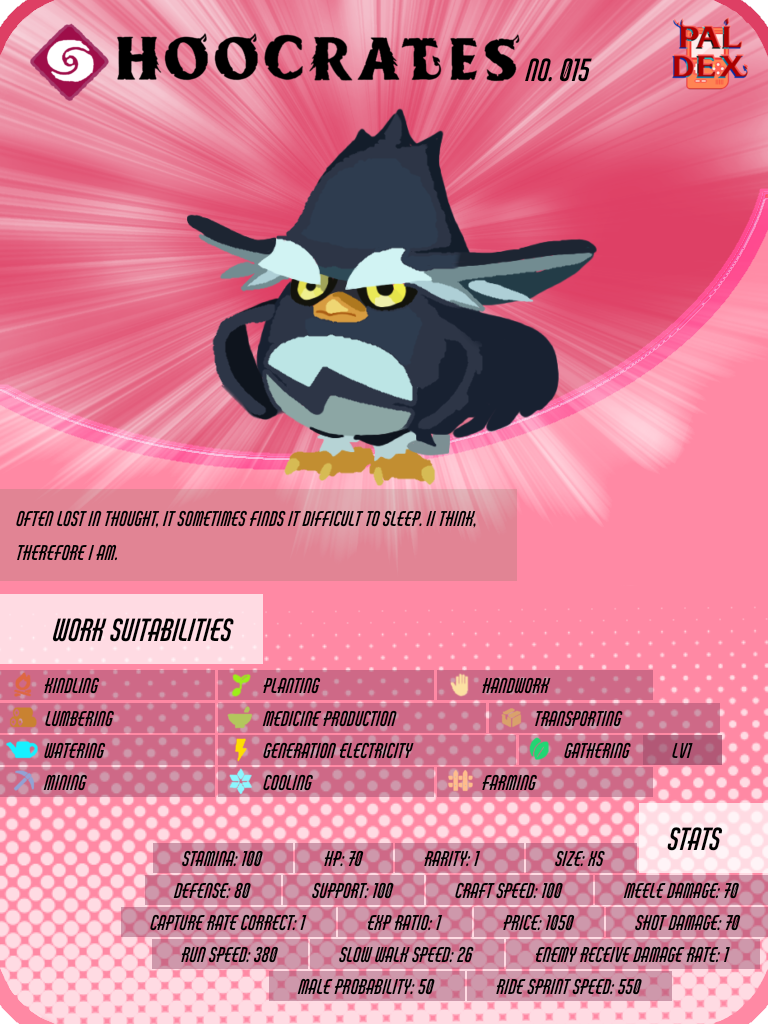 HOOCRATES NO. 015
PAL
DEX
OFTEN LOST IN THOUGHT, IT SOMETIMES FINDS IT DIFFICULT TO SLEEP. II THINK,
THEREFORE I AM.
WORK SUITABILITIES
KINDLING PLANTING HANDWORK
LUMBERING MEDICINE PRODUCTION TRANSPORTING
WATERING GENERATION ELECTRICITY GATHERING LV1
MINING COOLING FARMING
STATS
STAMINA: 100 HP: 70 RARITY: 1 SIZE: XS
DEFENSE: 80 SUPPORT: 100 CRAFT SPEED: 100 MEELE DAMAGE: 70
CAPTURE RATE CORRECT: 1 EXP RATIO: 1 PRICE: 1050 SHOT DAMAGE: 70
RUN SPEED: 380 SLOW WALK SPEED: 26 ENEMY RECEIVE DAMAGE RATE: 1
MALE PROBABILITY: 50 RIDE SPRINT SPEED: 550